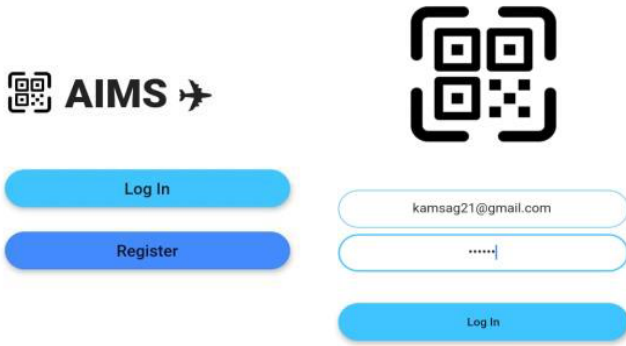 AIMS
Log In
Register
kamsag21@gmail.com
••••••
Log In